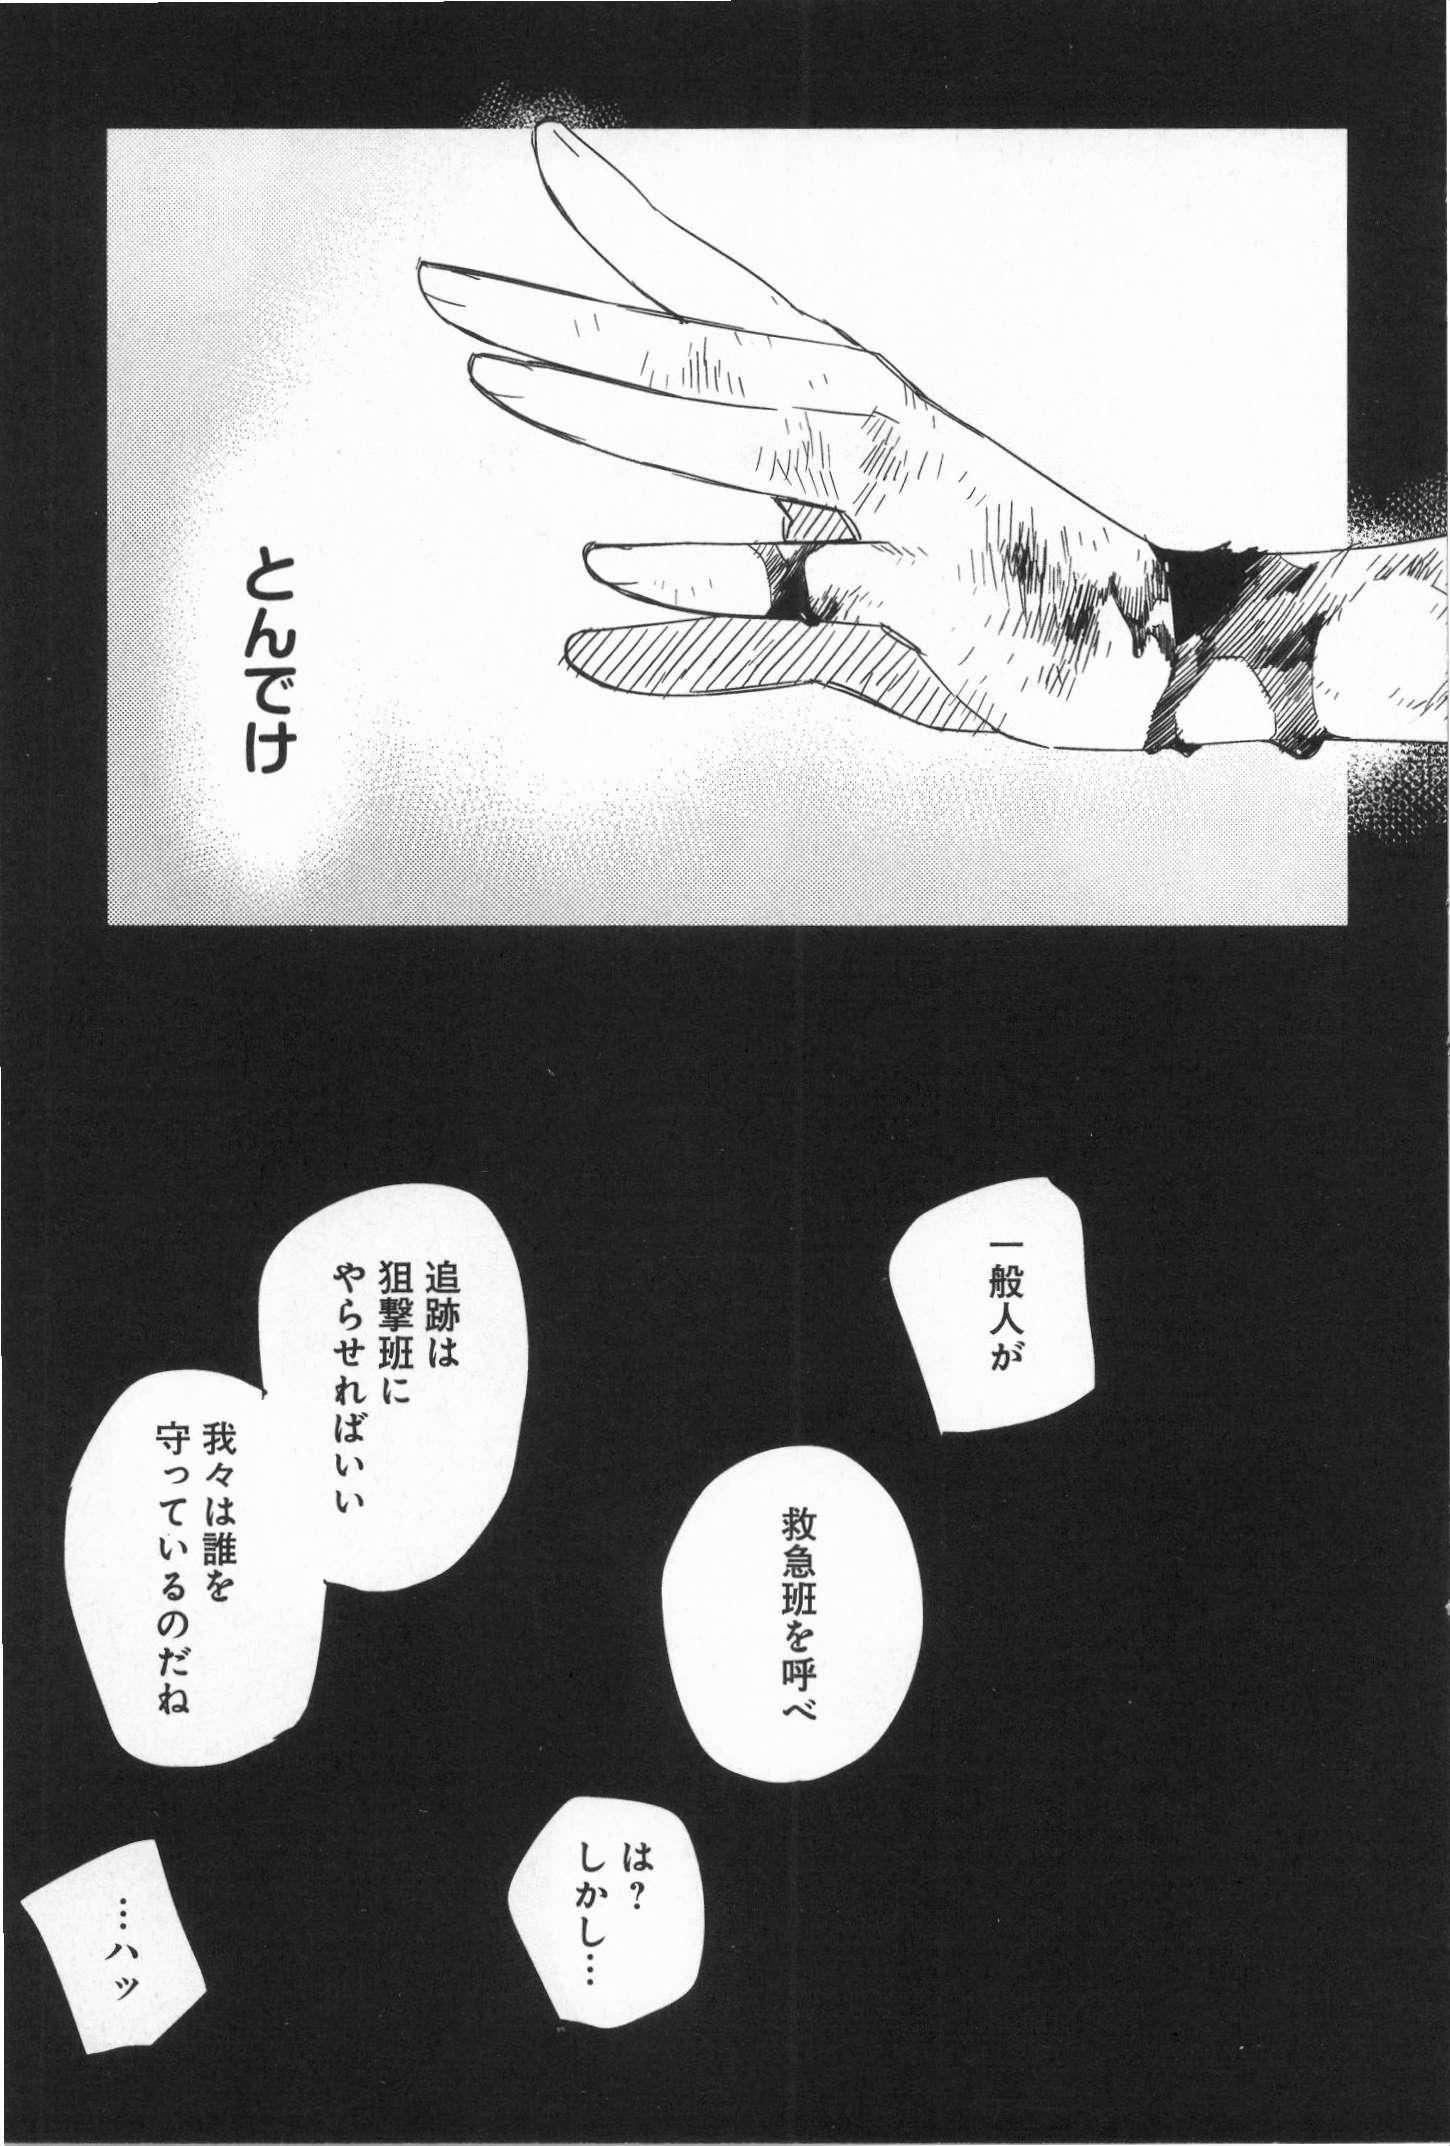 とんでけ
一般人が
救急班を呼べ
は？
しかし…
追跡は
狙撃班に
やらせればいい
我々は誰を
守っているのだね
…ハッ